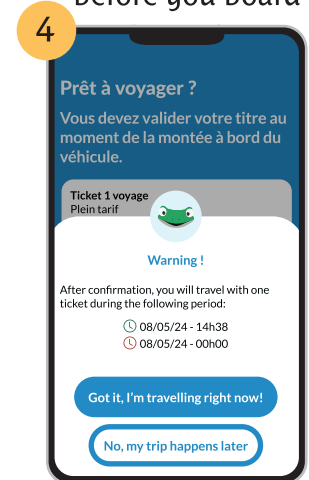 Before you board
4
Prêt à voyager ?
Vous devez valider votre titre au
moment de la montée à bord du
véhicule.
Ticket 1 voyage
Plein tarif
Warning !
After confirmation, you will travel with one
ticket during the following period:
08/05/24 - 14h38
08/05/24 - 00h00
Got it, I'm travelling right now!
No, my trip happens later